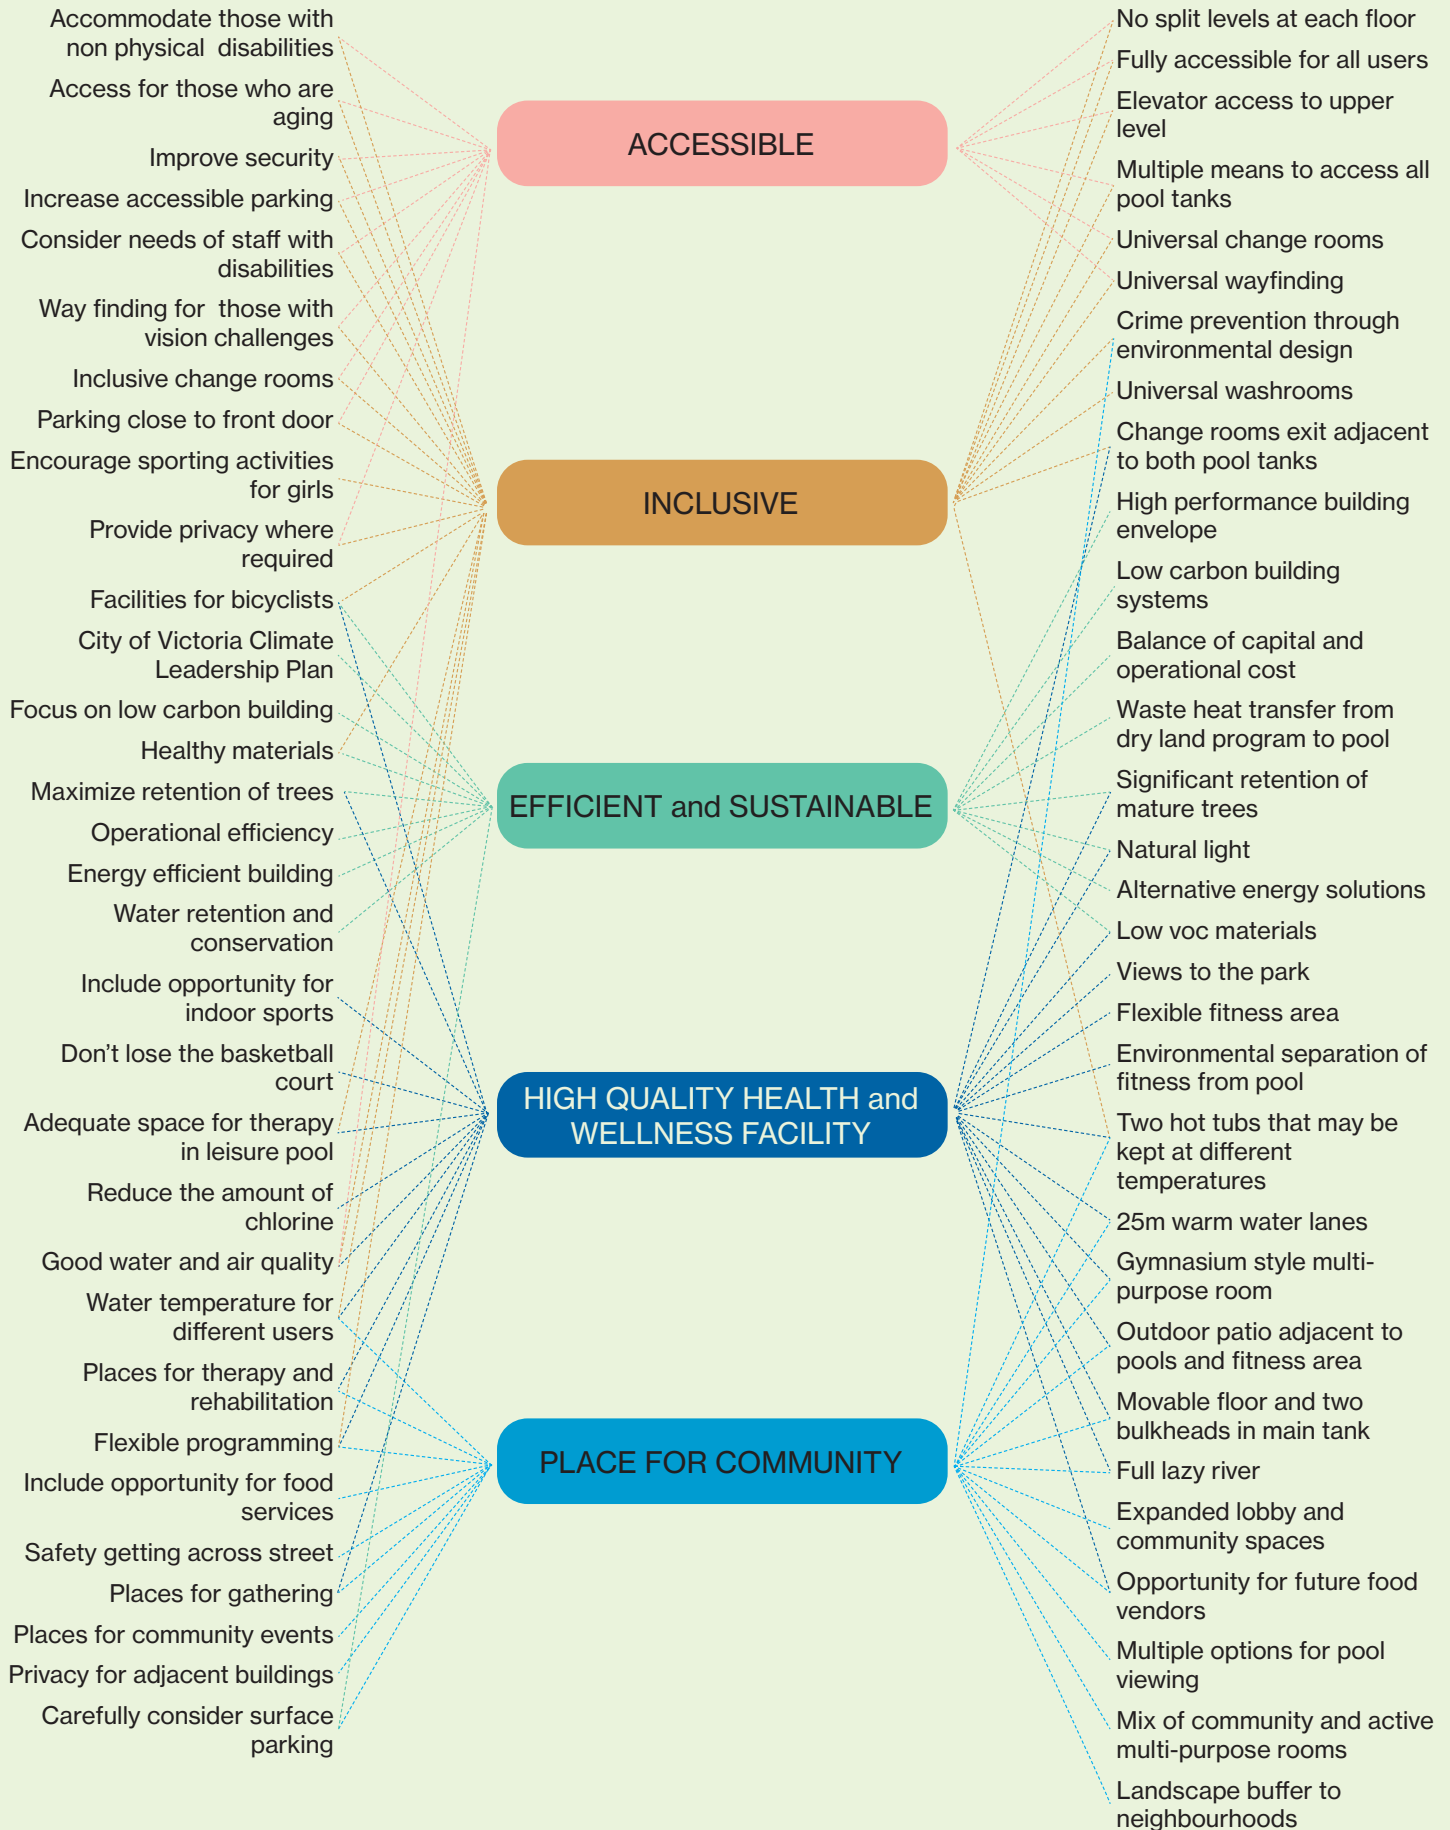 Accommodate those with
non physical  disabilities
Access for those who are
aging
Improve security
Increase accessible parking
Consider needs of staff with
disabilities
Way finding for  those with
vision challenges
Inclusive change rooms
Parking close to front door
Encourage sporting activities
for girls
Provide privacy where
required
Facilities for bicyclists
City of Victoria Climate
Leadership Plan
Focus on low carbon building
Healthy materials
Maximize retention of trees
Operational efficiency
Energy efficient building
Water retention and
conservation
Include opportunity for
indoor sports
Don’t lose the basketball
court
Adequate space for therapy
in leisure pool
Reduce the amount of
chlorine
Good water and air quality
Water temperature for
different users
Places for therapy and
rehabilitation
Flexible programming
Include opportunity for food
services
Safety getting across street
Places for gathering
Places for community events
Privacy for adjacent buildings
Carefully consider surface
parking
ACCESSIBLE
INCLUSIVE
EFFICIENT and SUSTAINABLE
HIGH QUALITY HEALTH and
WELLNESS FACILITY
PLACE FOR COMMUNITY
No split levels at each floor
Fully accessible for all users
Elevator access to upper
level
Multiple means to access all
pool tanks
Universal change rooms
Universal wayfinding
Crime prevention through
environmental design
Universal washrooms
Change rooms exit adjacent
to both pool tanks
High performance building
envelope
Low carbon building
systems
Balance of capital and
operational cost
Waste heat transfer from
dry land program to pool
Significant retention of
mature trees
Natural light
Alternative energy solutions
Low voc materials
Views to the park
Flexible fitness area
Environmental separation of
fitness from pool
Two hot tubs that may be
kept at different
temperatures
25m warm water lanes
Gymnasium style multi-
purpose room
Outdoor patio adjacent to
pools and fitness area
Movable floor and two
bulkheads in main tank
Full lazy river
Expanded lobby and
community spaces
Opportunity for future food
vendors
Multiple options for pool
viewing
Mix of community and active
multi-purpose rooms
Landscape buffer to
neighbourhoods